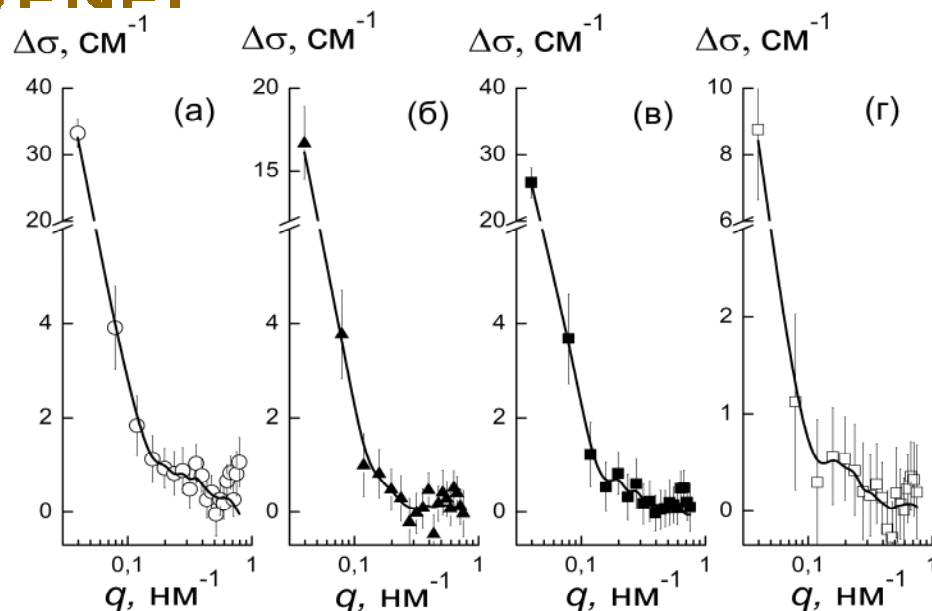 Δσ, см⁻¹ Δσ, см⁻¹ Δσ, см⁻¹ Δσ, см⁻¹
40 20 40 10
(а) (б) (в) (г)
30 15 30 8
20 20 6
4 4 4 2
2 2 2 1
0 0 0 0
0,1 1 0,1 1 0,1 1 0,1 1
q, нм⁻¹ q, нм⁻¹ q, нм⁻¹ q, нм⁻¹